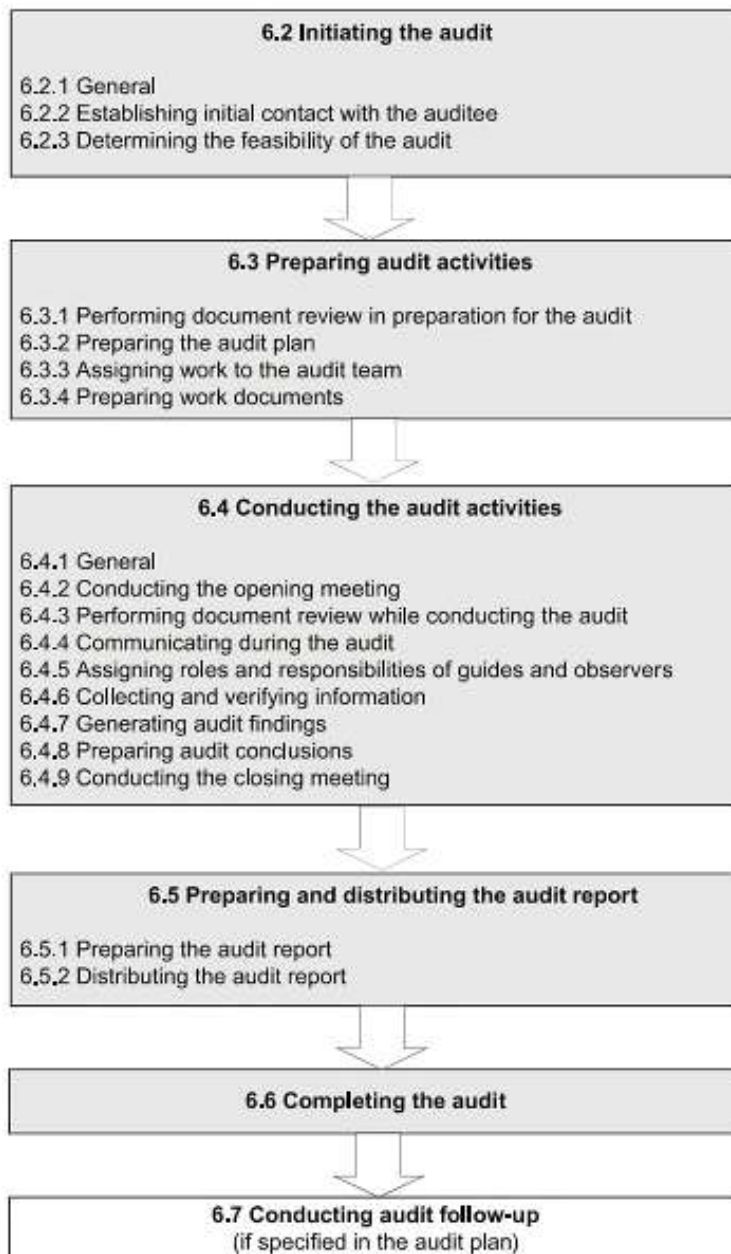 6.2 Initiating the audit
6.2.1 General
6.2.2 Establishing initial contact with the auditee
6.2.3 Determining the feasibility of the audit
6.3 Preparing audit activities
6.3.1 Performing document review in preparation for the audit
6.3.2 Preparing the audit plan
6.3.3 Assigning work to the audit team
6.3.4 Preparing work documents
6.4 Conducting the audit activities
6.4.1 General
6.4.2 Conducting the opening meeting
6.4.3 Performing document review while conducting the audit
6.4.4 Communicating during the audit
6.4.5 Assigning roles and responsibilities of guides and observers
6.4.6 Collecting and verifying information
6.4.7 Generating audit findings
6.4.8 Preparing audit conclusions
6.4.9 Conducting the closing meeting
6.5 Preparing and distributing the audit report
6.5.1 Preparing the audit report
6.5.2 Distributing the audit report
6.6 Completing the audit
6.7 Conducting audit follow-up
(if specified in the audit plan)